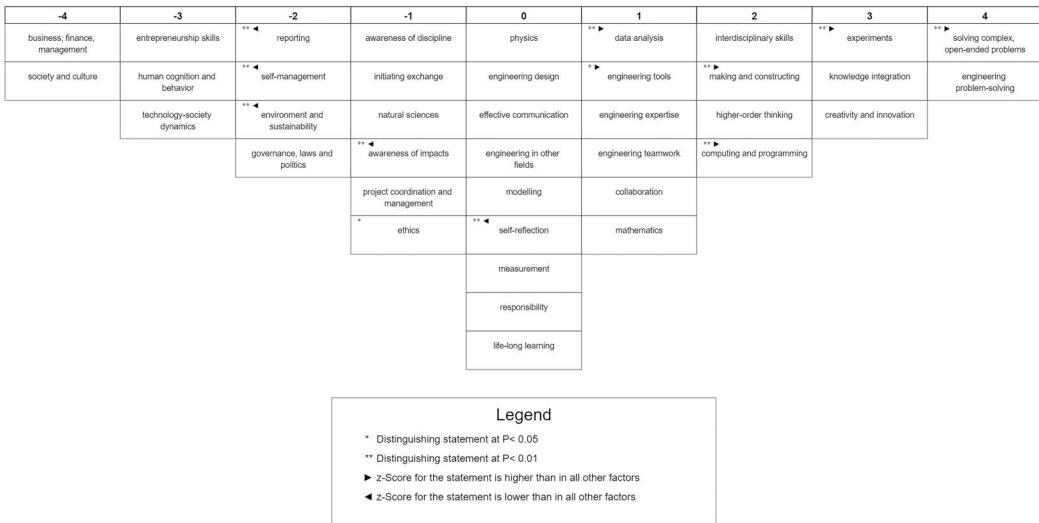 -4 -3 -2 -1 0 1 2 3 4
business, finance, management
entrepreneurship skills
** ◄ reporting
awareness of discipline
physics
** ► data analysis
interdisciplinary skills
** ► experiments
** ► solving complex, open-ended problems
society and culture
human cognition and behavior
** ◄ self-management
initiating exchange
engineering design
* ► engineering tools
** ► making and constructing
knowledge integration
engineering problem-solving
technology-society dynamics
** ◄ environment and sustainability
natural sciences
effective communication
engineering expertise
higher-order thinking
creativity and innovation
governance, laws and politics
** ◄ awareness of impacts
engineering in other fields
engineering teamwork
** ► computing and programming
project coordination and management
modelling
collaboration
* ethics
** ◄ self-reflection
mathematics
measurement
responsibility
life-long learning
Legend
* Distinguishing statement at P< 0.05
** Distinguishing statement at P< 0.01
► z-Score for the statement is higher than in all other factors
◄ z-Score for the statement is lower than in all other factors